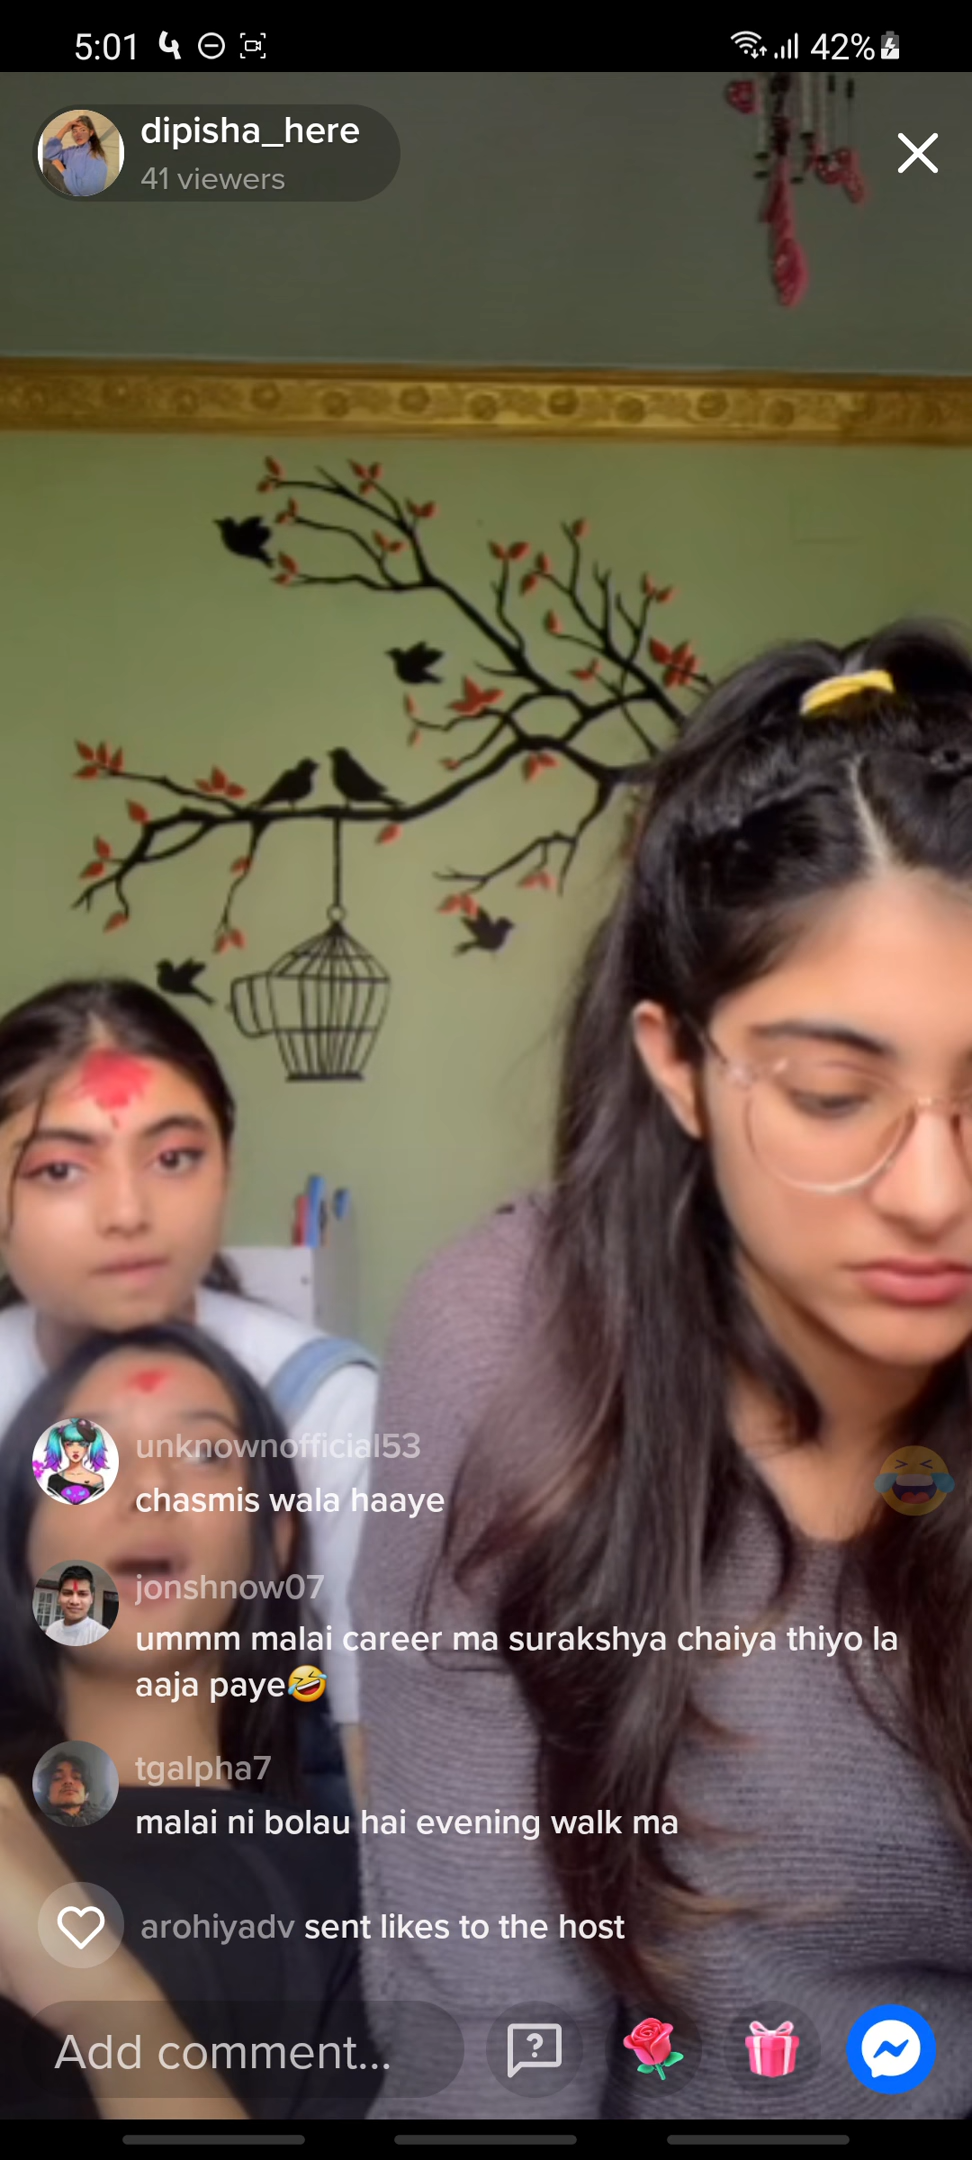 5:01
42%
dipisha_here
41 viewers
unknownofficial53
chasmis wala haaye
jonshnow07
ummm malai career ma surakshya chaiya thiyo la
aaja paye🤣
tgalpha7
malai ni bolau hai evening walk ma
arohiyadv sent likes to the host
Add comment...